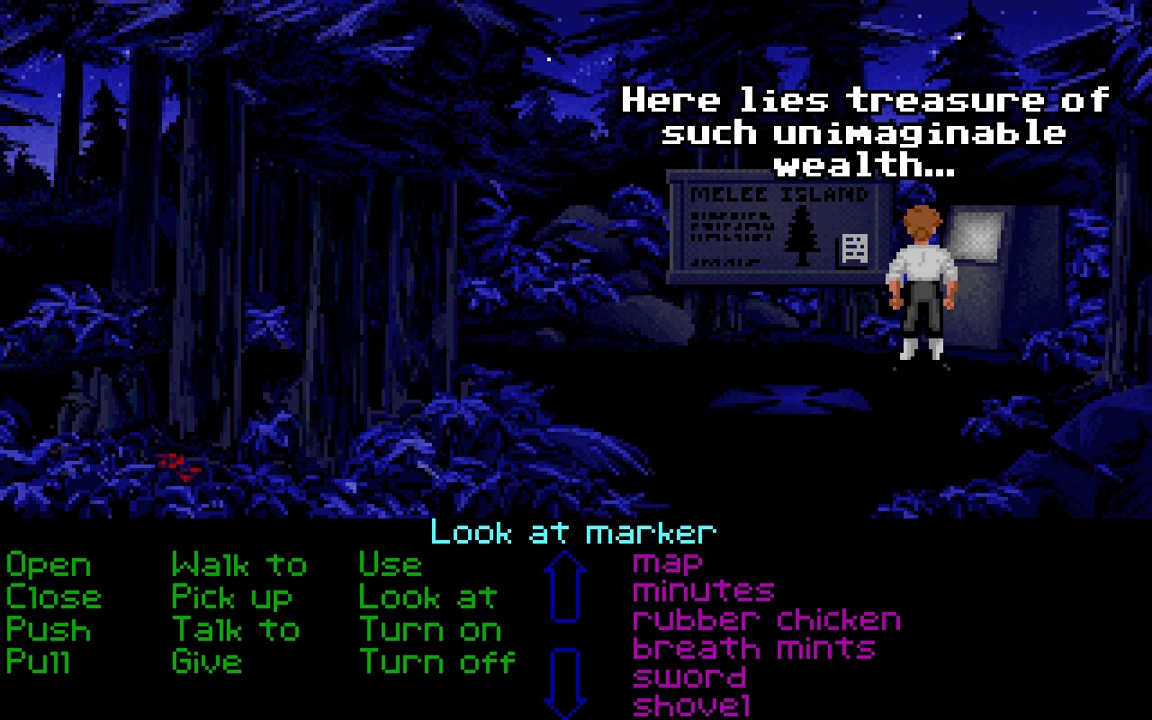 Here lies treasure of
such unimaginable
wealth...
MELEE ISLAND
Look at marker
Open
Close
Push
Pull
Walk to
Pick up
Talk to
Give
Use
Look at
Turn on
Turn off
map
minutes
rubber chicken
breath mints
sword
shovel